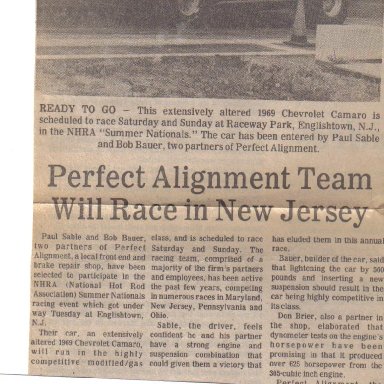 READY TO GO — This extensively altered 1969 Chevrolet Camaro is
scheduled to race Saturday and Sunday at Raceway Park, Englishtown, N.J.,
in the NHRA "Summer Nationals." The car has been entered by Paul Sable
and Bob Bauer, two partners of Perfect Alignment.
Perfect Alignment Team
Will Race in New Jersey
Paul Sable and Bob Bauer,
two partners of Perfect
Alignment, a local front end and
brake repair shop, have been
selected to participate in the
NHRA (National Hot Rod
Association) Summer Nationals
racing event which got under
way Tuesday at Englishtown,
N.J.
Their car, an extensively
altered 1969 Chevrolet Camaro,
will run in the highly
competitive modified/gas
class, and is scheduled to race
Saturday and Sunday. The
racing team, comprised of a
majority of the firm's partners
and employees, has been active
the past few years, competing
in numerous races in Maryland,
New Jersey, Pennsylvania and
Ohio.
Sable, the driver, feels
confident he and his partner
have a strong engine and
suspension combination that
could given them a victory that
has eluded them in this annual
race.
Bauer, builder of the car, said
that lightening the car by 560
pounds and inserting a new
suspension should result in the
car being highly competitive in
its class.
Don Brier, also a partner in
the shop, elaborated that
dynometer tests on the engine's
horsepower have been
promising in that it produced
over 625 horsepower from the
365-cubic inch engine.
Perfect Alignment